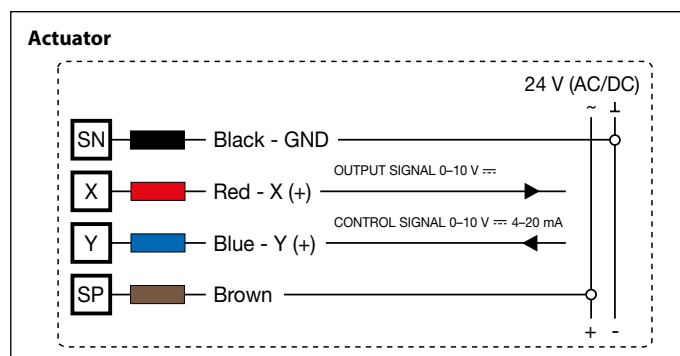 Actuator
24 V (AC/DC)
~ ⊥
SN Black - GND
OUTPUT SIGNAL 0–10 V ⎓
X Red - X (+)
CONTROL SIGNAL 0–10 V ⎓ 4–20 mA
Y Blue - Y (+)
SP Brown
+ -